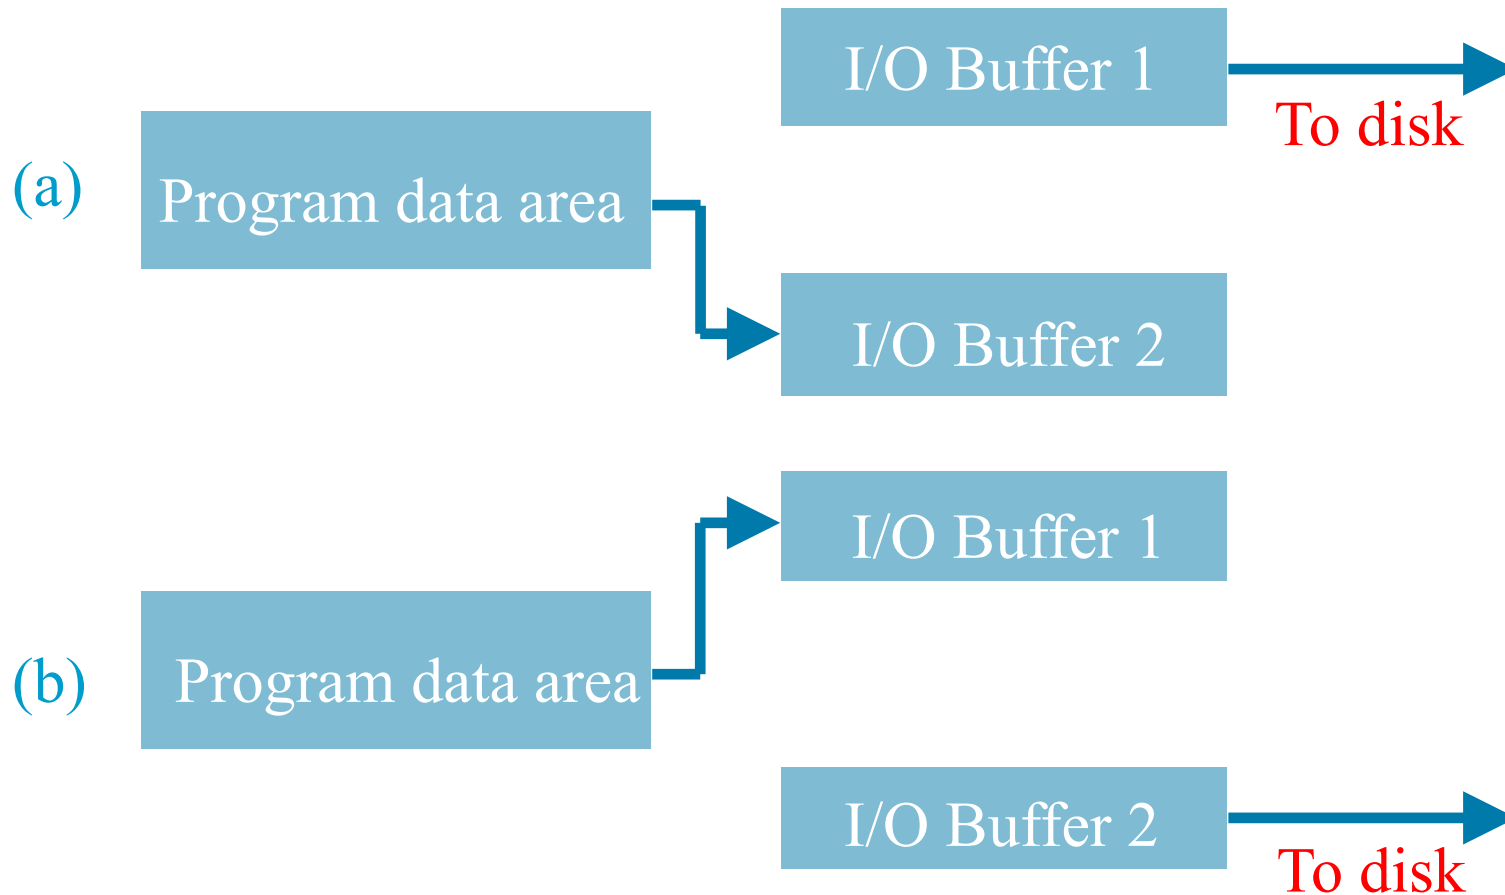 I/O Buffer 1
To disk
(a)
Program data area
I/O Buffer 2
I/O Buffer 1
(b)
Program data area
I/O Buffer 2
To disk